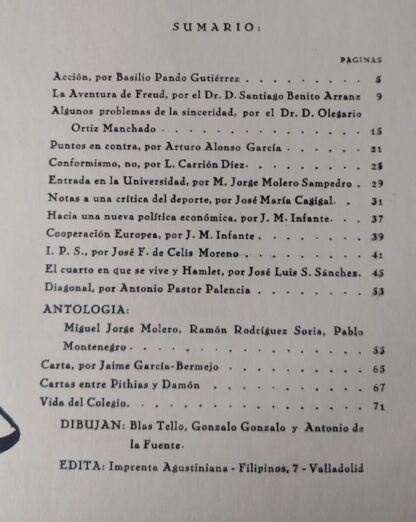 SUMARIO:
PAGINAS
Acción, por Basilio Pando Gutiérrez . . . . . . . . 5
La Aventura de Freud, por el Dr. D. Santiago Benito Arranz 9
Algunos problemas de la sinceridad, por el Dr. D. Olegario
Ortiz Manchado . . . . . . . . . . . . . 15
Puntos en contra, por Arturo Alonso García . . . . . . 21
Conformismo, no, por L. Carrión Díez. . . . . . . . 25
Entrada en la Universidad, por M. Jorge Molero Sampedro . 29
Notas a una crítica del deporte, por José María Cagigal . 31
Hacia una nueva política económica, por J. M. Infante. . . 37
Cooperación Europea, por J. M. Infante . . . . . . . 39
I. P. S., por José F. de Celis Moreno . . . . . . . . 41
El cuarto en que se vive y Hamlet, por José Luis S. Sánchez. 45
Diagonal, por Antonio Pastor Palencia . . . . . . . 53
ANTOLOGIA:
Miguel Jorge Molero, Ramón Rodríguez Soria, Pablo
Montenegro . . . . . . . . . . . . . . 55
Carta, por Jaime García-Bermejo . . . . . . . . . 65
Cartas entre Pithias y Damón . . . . . . . . . . 67
Vida del Colegio. . . . . . . . . . . . . . . 71
DIBUJAN: Blas Tello, Gonzalo Gonzalo y Antonio de
la Fuente.
EDITA: Imprenta Agustiniana - Filipinos, 7 - Valladolid